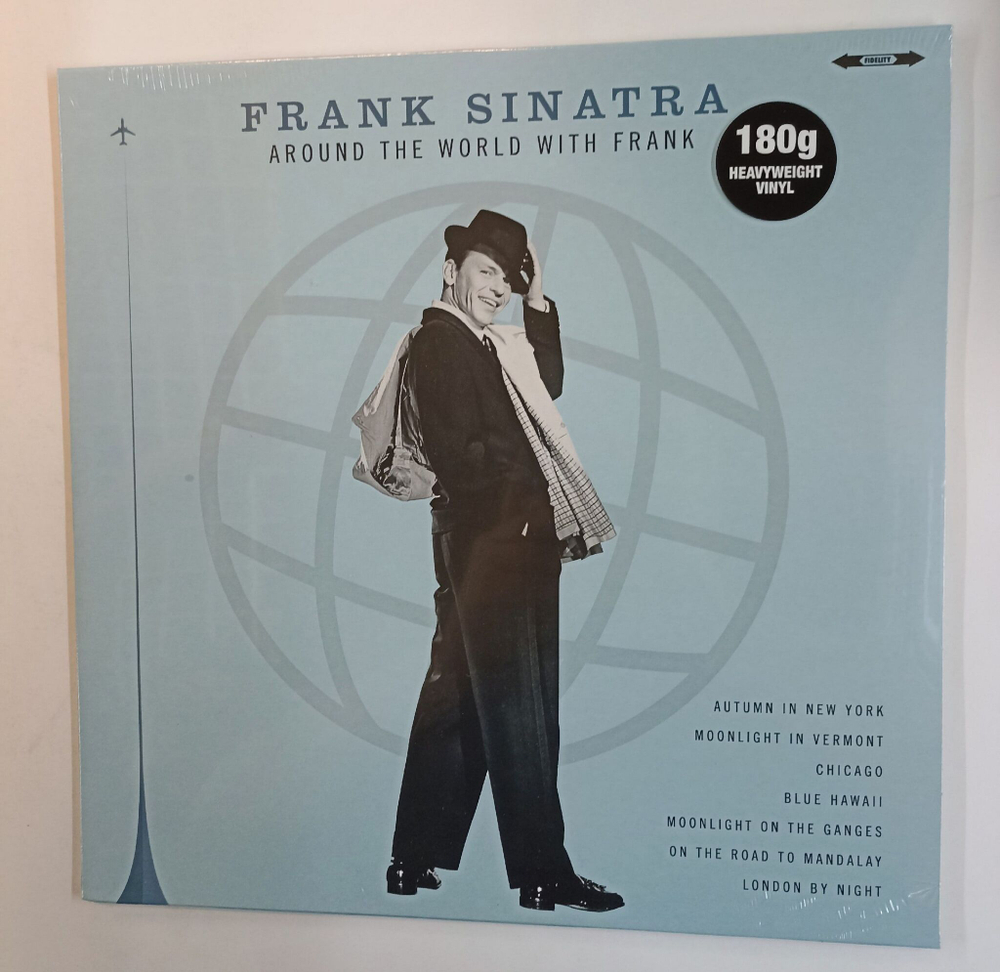 FIDELITY
FRANK SINATRA
AROUND THE WORLD WITH FRANK
180g
HEAVYWEIGHT
VINYL
AUTUMN IN NEW YORK
MOONLIGHT IN VERMONT
CHICAGO
BLUE HAWAII
MOONLIGHT ON THE GANGES
ON THE ROAD TO MANDALAY
LONDON BY NIGHT